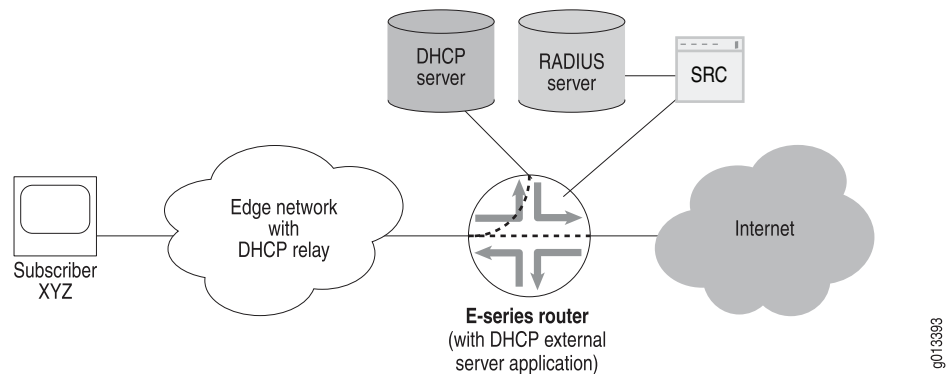 DHCP
server
RADIUS
server
SRC
Edge network
with
DHCP relay
Internet
Subscriber
XYZ
E-series router
(with DHCP external
server application)
g013393